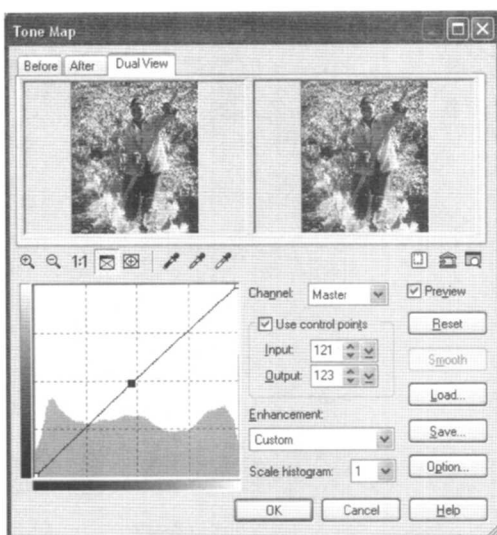 Tone Map
Before After Dual View
1:1
Channel: Master Preview
Use control points Reset
Input: 121
Output: 123 Smooth
Load...
Enhancement:
Custom Save...
Scale histogram: 1 Option...
OK Cancel Help